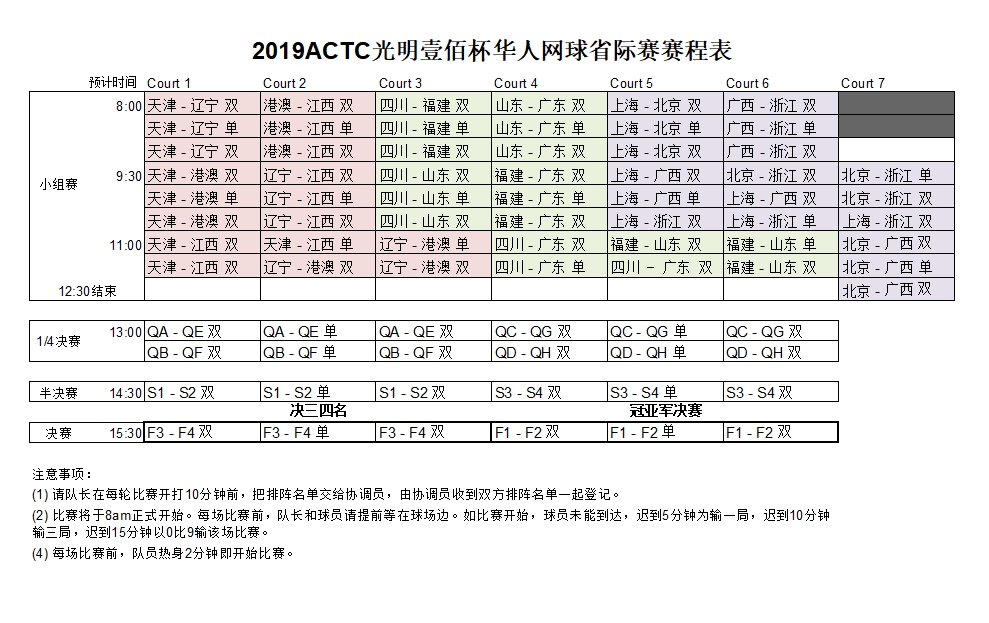 2019ACTC光明壹佰杯华人网球省际赛赛程表
预计时间 Court 1 Court 2 Court 3 Court 4 Court 5 Court 6 Court 7
8:00 天津 - 辽宁 双 港澳 - 江西 双 四川 - 福建 双 山东 - 广东 双 上海 - 北京 双 广西 - 浙江 双
天津 - 辽宁 单 港澳 - 江西 单 四川 - 福建 单 山东 - 广东 单 上海 - 北京 单 广西 - 浙江 单
天津 - 辽宁 双 港澳 - 江西 双 四川 - 福建 双 山东 - 广东 双 上海 - 北京 双 广西 - 浙江 双
小组赛 9:30 天津 - 港澳 双 辽宁 - 江西 双 四川 - 山东 双 福建 - 广东 双 上海 - 广西 双 北京 - 浙江 双 北京 - 浙江 单
天津 - 港澳 单 辽宁 - 江西 单 四川 - 山东 单 福建 - 广东 单 上海 - 广西 单 上海 - 广西 双 北京 - 浙江 双
天津 - 港澳 双 辽宁 - 江西 双 四川 - 山东 双 福建 - 广东 双 上海 - 浙江 双 上海 - 浙江 单 上海 - 浙江 双
11:00 天津 - 江西 双 天津 - 江西 单 辽宁 - 港澳 单 四川 - 广东 双 福建 - 山东 双 福建 - 山东 单 北京 - 广西 双
天津 - 江西 双 辽宁 - 港澳 双 辽宁 - 港澳 双 四川 - 广东 单 四川 - 广东 双 福建 - 山东 双 北京 - 广西 单
12:30结束 北京 - 广西 双
1/4决赛 13:00 QA - QE 双 QA - QE 单 QA - QE 双 QC - QG 双 QC - QG 单 QC - QG 双
QB - QF 双 QB - QF 单 QB - QF 双 QD - QH 双 QD - QH 单 QD - QH 双
半决赛 14:30 S1 - S2 双 S1 - S2 单 S1 - S2 双 S3 - S4 双 S3 - S4 单 S3 - S4 双
决三四名 冠亚军决赛
决赛 15:30 F3 - F4 双 F3 - F4 单 F3 - F4 双 F1 - F2 双 F1 - F2 单 F1 - F2 双
注意事项：
(1) 请队长在每轮比赛开打10分钟前，把排阵名单交给协调员，由协调员收到双方排阵名单一起登记。
(2) 比赛将于8am正式开始。每场比赛前，队长和球员请提前等在球场边。如比赛开始，球员未能到达，迟到5分钟为输一局，迟到10分钟
输三局，迟到15分钟以0比9输该场比赛。
(4) 每场比赛前，队员热身2分钟即开始比赛。